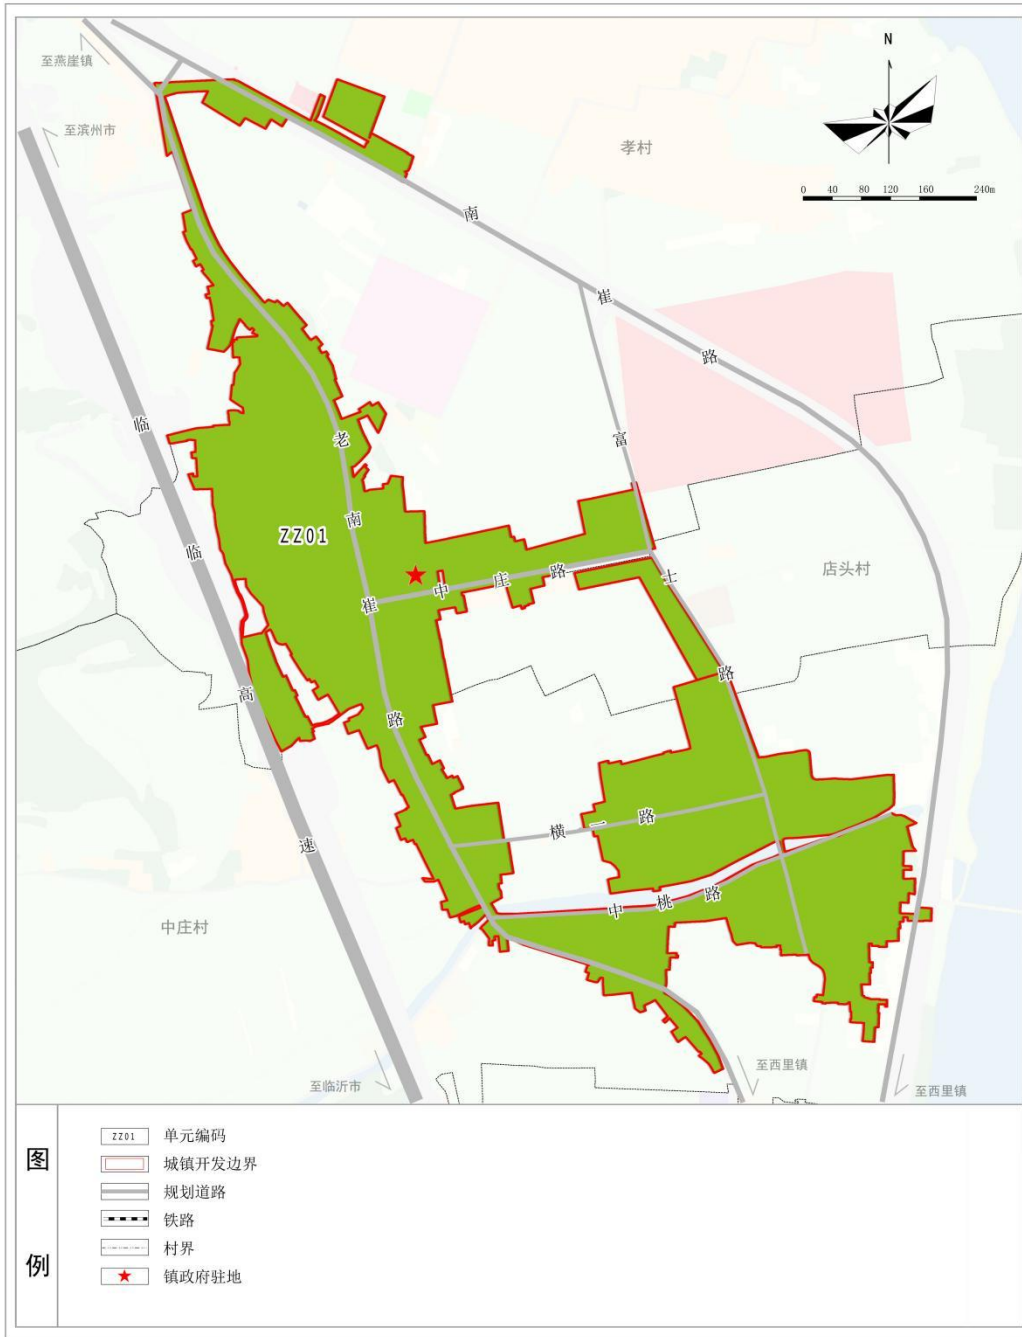 N
至燕崖镇
至滨州市
孝村
0 40 80 120 160 240m
南崔路
临临高速
老南崔路
富士路
ZZ01
中庄路
店头村
横一路
中桃路
中庄村
至临沂市
至西里镇
至西里镇
图例
ZZ01 单元编码
城镇开发边界
规划道路
铁路
村界
镇政府驻地